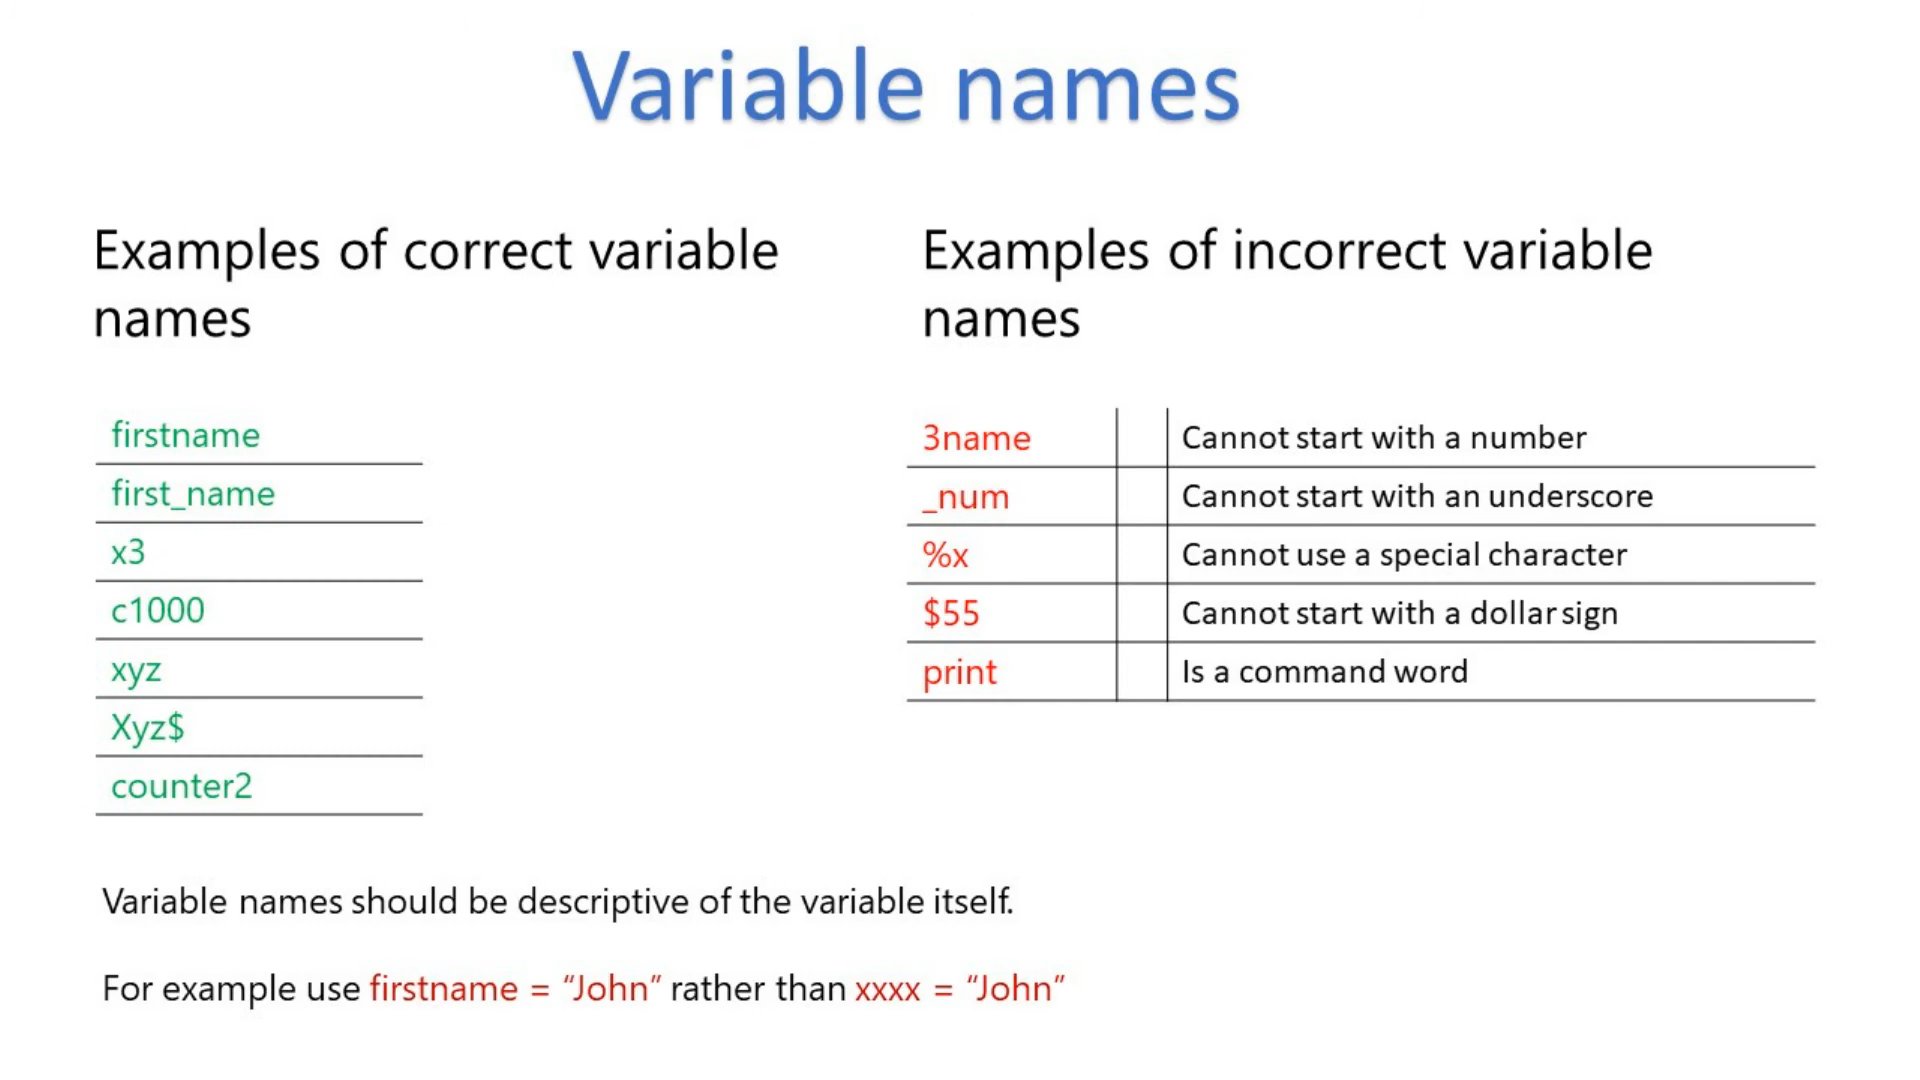 Variable names
Examples of correct variable
names
firstname
first_name
x3
c1000
xyz
Xyz$
counter2
Examples of incorrect variable
names
3name Cannot start with a number
_num Cannot start with an underscore
%x Cannot use a special character
$55 Cannot start with a dollar sign
print Is a command word
Variable names should be descriptive of the variable itself.
For example use firstname = “John” rather than xxxx = “John”